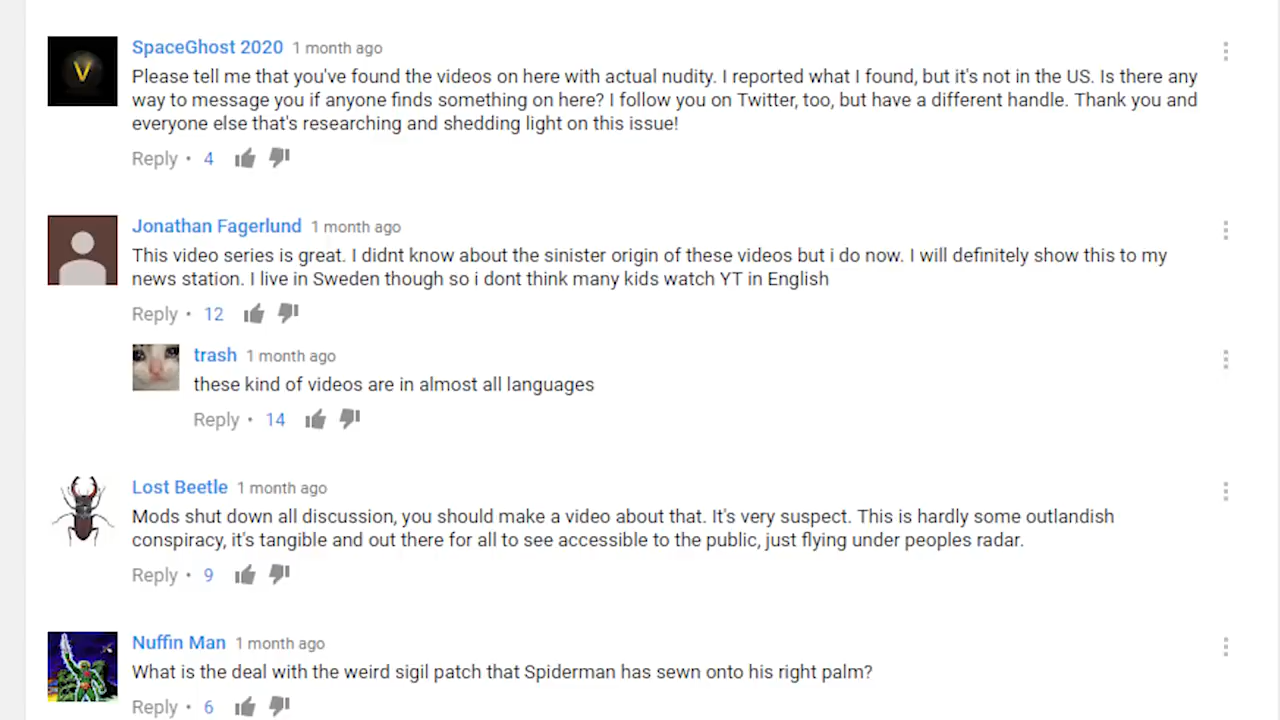 SpaceGhost 2020 1 month ago
Please tell me that you've found the videos on here with actual nudity. I reported what I found, but it's not in the US. Is there any
way to message you if anyone finds something on here? I follow you on Twitter, too, but have a different handle. Thank you and
everyone else that's researching and shedding light on this issue!
Reply • 4
Jonathan Fagerlund 1 month ago
This video series is great. I didnt know about the sinister origin of these videos but i do now. I will definitely show this to my
news station. I live in Sweden though so i dont think many kids watch YT in English
Reply • 12
trash 1 month ago
these kind of videos are in almost all languages
Reply • 14
Lost Beetle 1 month ago
Mods shut down all discussion, you should make a video about that. It's very suspect. This is hardly some outlandish
conspiracy, it's tangible and out there for all to see accessible to the public, just flying under peoples radar.
Reply • 9
Nuffin Man 1 month ago
What is the deal with the weird sigil patch that Spiderman has sewn onto his right palm?
Reply • 6